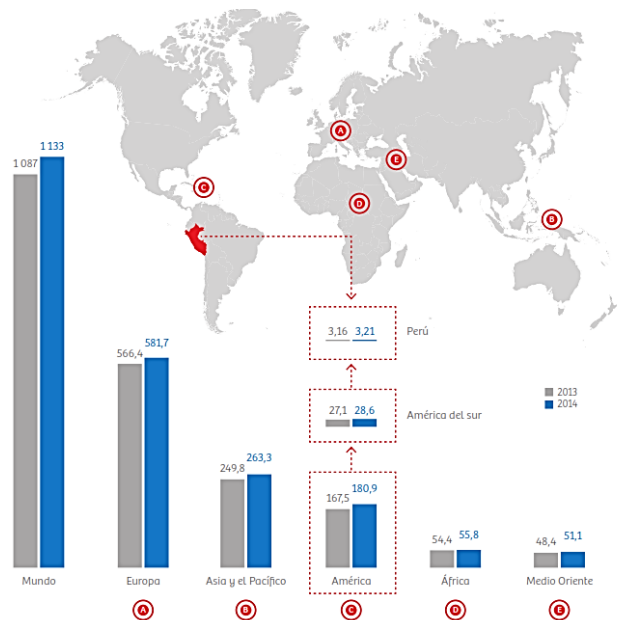 A
E
C
D
B
1 133
1 087
3,16 3,21 Perú
581,7
566,4
2013
2014
27,1 28,6 América del sur
263,3
249,8
180,9
167,5
54,4 55,8
48,4 51,1
Mundo Europa Asia y el Pacífico América África Medio Oriente
A B C D E